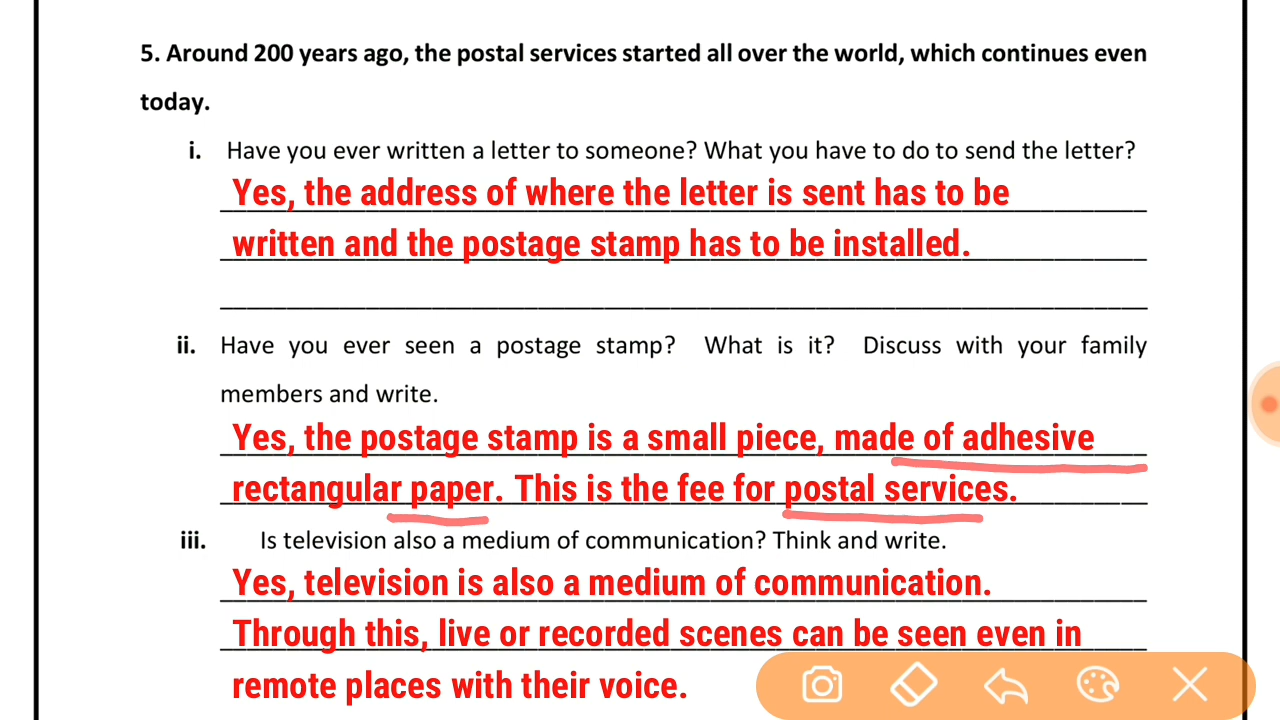 5. Around 200 years ago, the postal services started all over the world, which continues even
today.
i. Have you ever written a letter to someone? What you have to do to send the letter?
Yes, the address of where the letter is sent has to be
written and the postage stamp has to be installed.
ii. Have you ever seen a postage stamp? What is it? Discuss with your family
members and write.
Yes, the postage stamp is a small piece, made of adhesive
rectangular paper. This is the fee for postal services.
iii. Is television also a medium of communication? Think and write.
Yes, television is also a medium of communication.
Through this, live or recorded scenes can be seen even in
remote places with their voice.